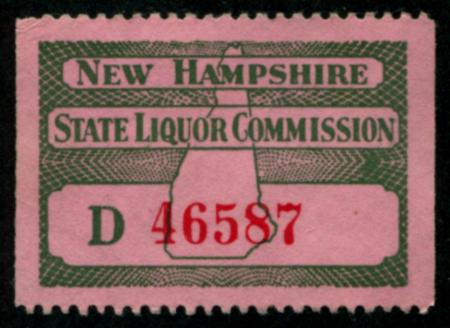 NEW HAMPSHIRE
STATE LIQUOR COMMISSION
D 46587